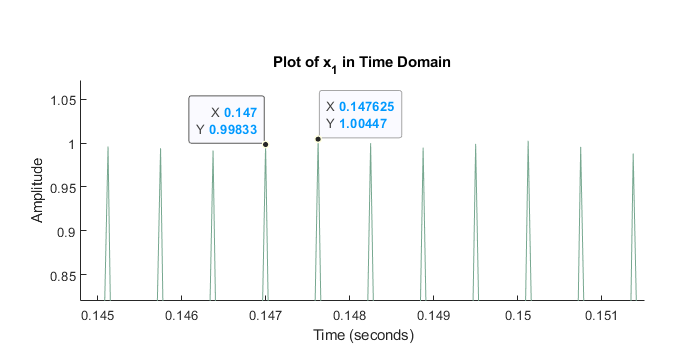 Plot of x1 in Time Domain
X 0.147
Y 0.99833
X 0.147625
Y 1.00447
1.05
1
0.95
0.9
0.85
Amplitude
0.145 0.146 0.147 0.148 0.149 0.15 0.151
Time (seconds)